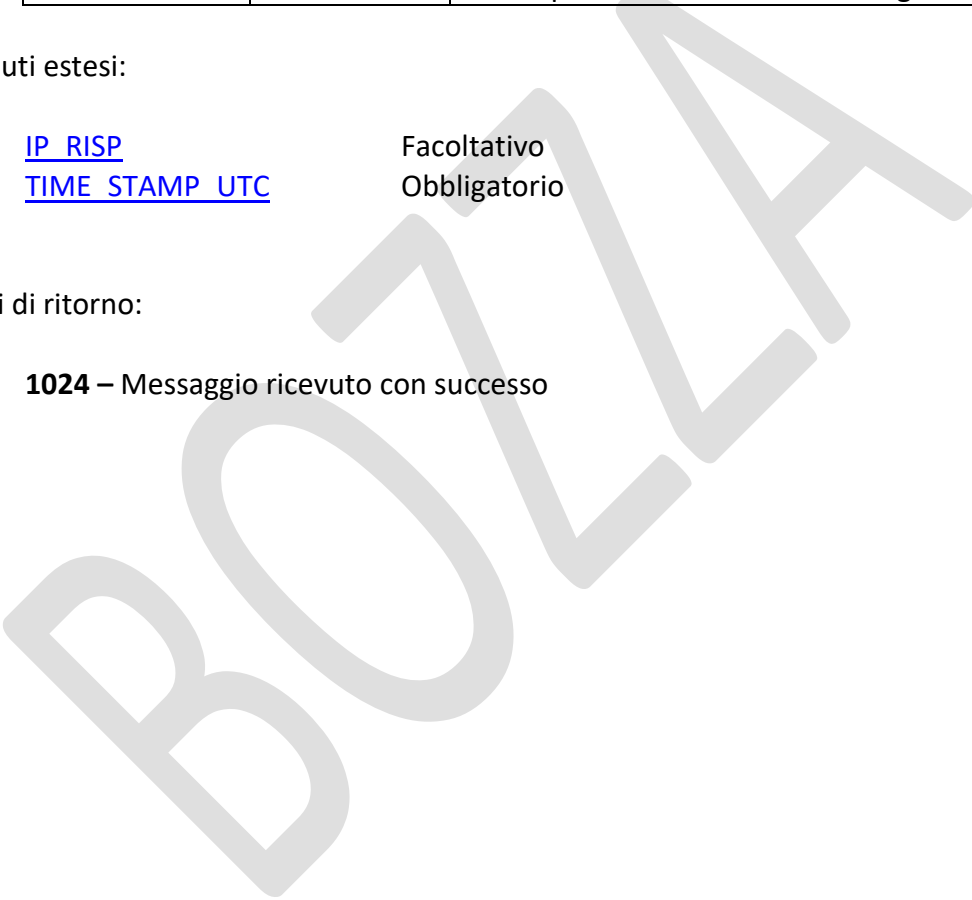 uti estesi:
IP_RISP Facoltativo
TIME_STAMP_UTC Obbligatorio
i di ritorno:
1024 – Messaggio ricevuto con successo
BOZZA